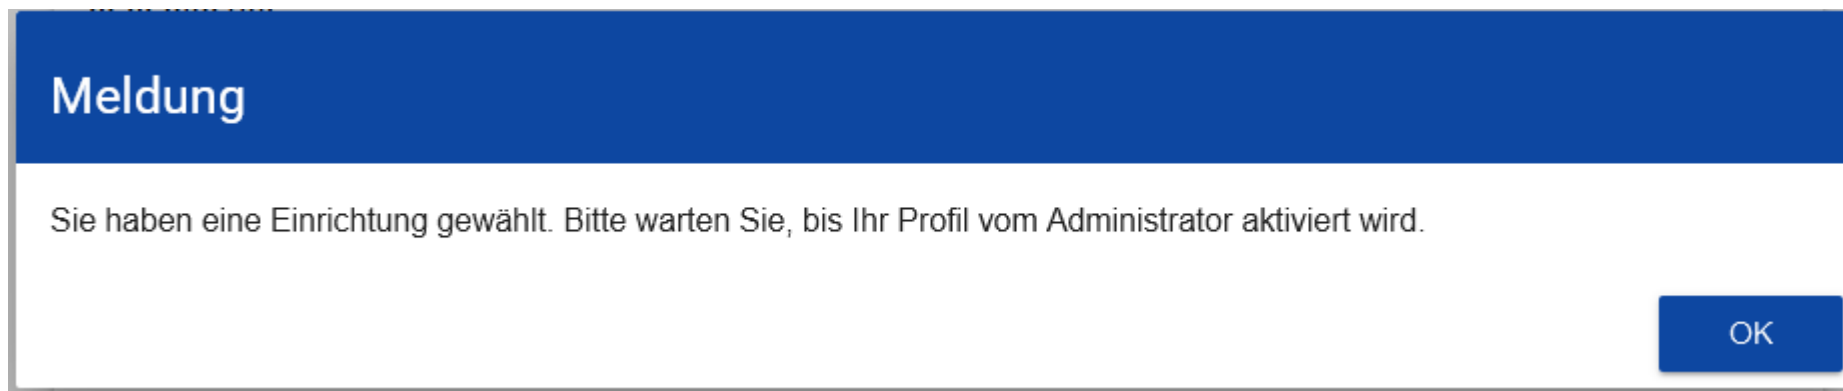 Meldung
Sie haben eine Einrichtung gewählt. Bitte warten Sie, bis Ihr Profil vom Administrator aktiviert wird.
OK